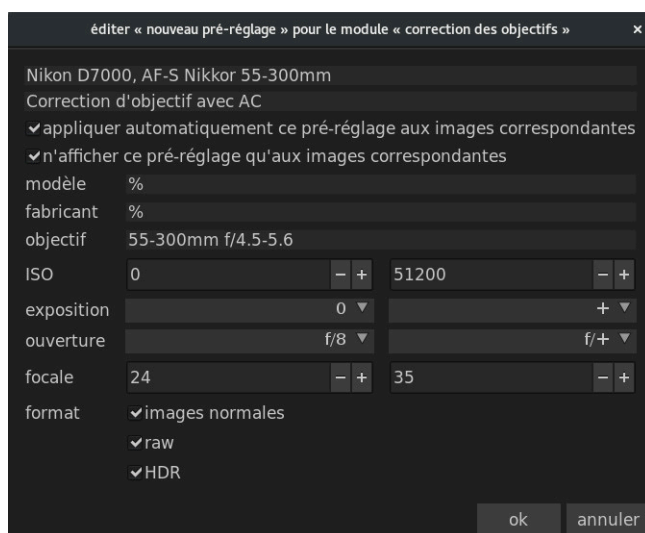 éditer « nouveau pré-réglage » pour le module « correction des objectifs »
Nikon D7000, AF-S Nikkor 55-300mm
Correction d'objectif avec AC
appliquer automatiquement ce pré-réglage aux images correspondantes
n'afficher ce pré-réglage qu'aux images correspondantes
modèle %
fabricant %
objectif 55-300mm f/4.5-5.6
ISO 0 − + 51200 − +
exposition 0 +
ouverture f/8 f/+
focale 24 − + 35 − +
format images normales
raw
HDR
ok annuler